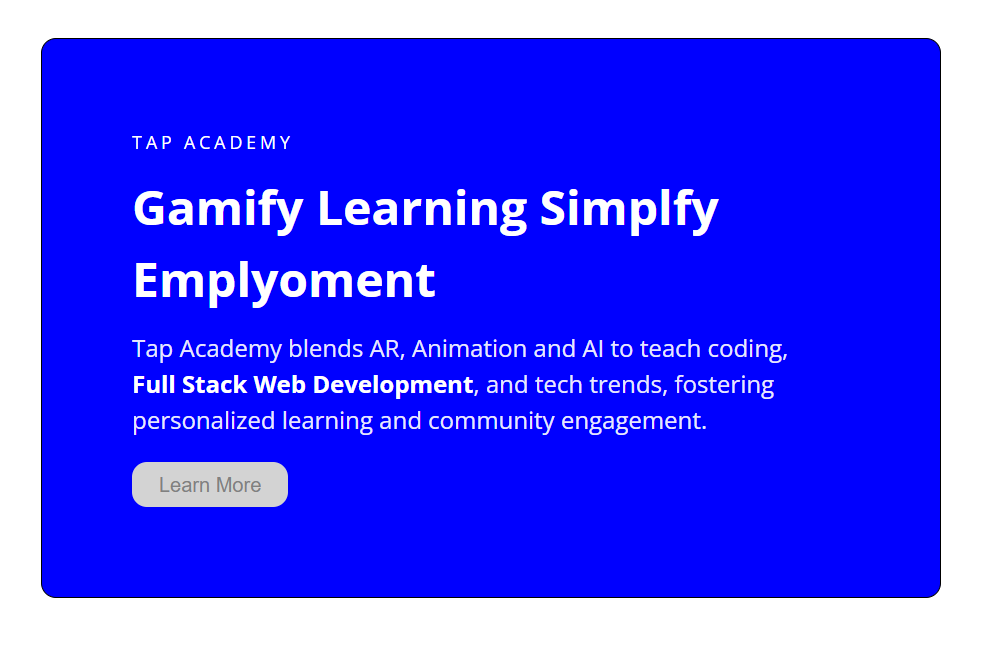 TAP ACADEMY
Gamify Learning Simplfy
Emplyoment
Tap Academy blends AR, Animation and AI to teach coding,
Full Stack Web Development, and tech trends, fostering
personalized learning and community engagement.
Learn More